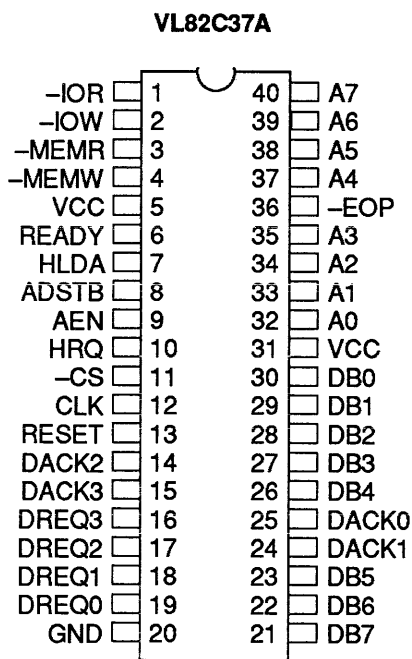 VL82C37A
–IOR 1 40 A7
–IOW 2 39 A6
–MEMR 3 38 A5
–MEMW 4 37 A4
VCC 5 36 –EOP
READY 6 35 A3
HLDA 7 34 A2
ADSTB 8 33 A1
AEN 9 32 A0
HRQ 10 31 VCC
–CS 11 30 DB0
CLK 12 29 DB1
RESET 13 28 DB2
DACK2 14 27 DB3
DACK3 15 26 DB4
DREQ3 16 25 DACK0
DREQ2 17 24 DACK1
DREQ1 18 23 DB5
DREQ0 19 22 DB6
GND 20 21 DB7